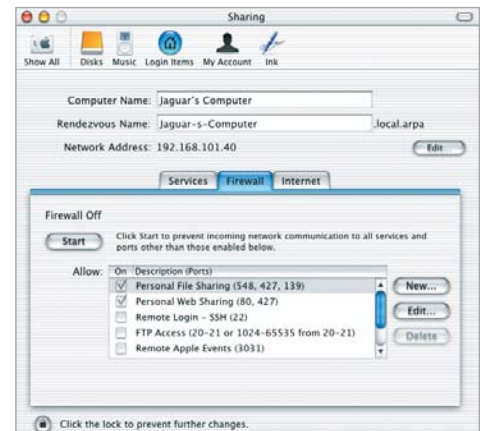 Sharing
Show All Disks Music Login Items My Account Ink
Computer Name: Jaguar's Computer
Rendezvous Name: Jaguar-s-Computer .local.arpa
Network Address: 192.168.101.40 Edit...
Services Firewall Internet
Firewall Off
Start Click Start to prevent incoming network communication to all services and
ports other than those enabled below.
Allow: On Description (Ports)
Personal File Sharing (548, 427, 139) New...
Personal Web Sharing (80, 427)
Remote Login - SSH (22) Edit...
FTP Access (20-21 or 1024-65535 from 20-21) Delete
Remote Apple Events (3031)
Click the lock to prevent further changes.